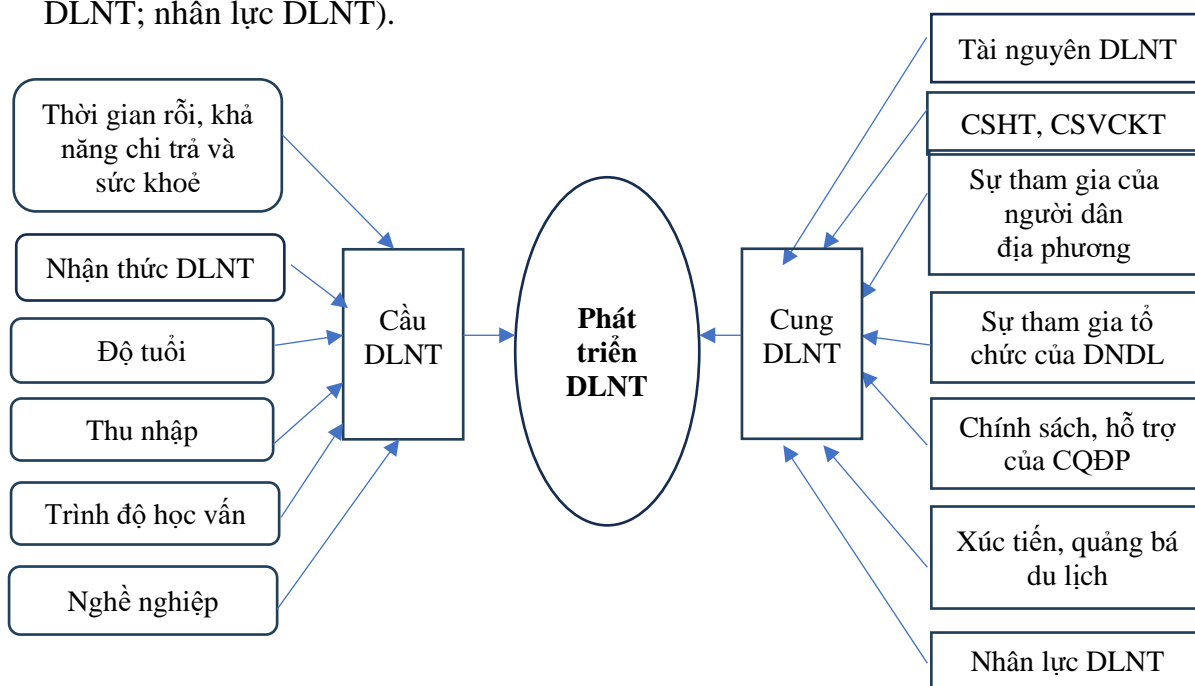 DLNT; nhân lực DLNT).
Thời gian rỗi, khả
năng chi trả và
sức khoẻ
Nhận thức DLNT
Độ tuổi
Thu nhập
Trình độ học vấn
Nghề nghiệp
Cầu
DLNT
Phát
triển
DLNT
Cung
DLNT
Tài nguyên DLNT
CSHT, CSVCKT
Sự tham gia của
người dân
địa phương
Sự tham gia tổ
chức của DNDL
Chính sách, hỗ trợ
của CQĐP
Xúc tiến, quảng bá
du lịch
Nhân lực DLNT